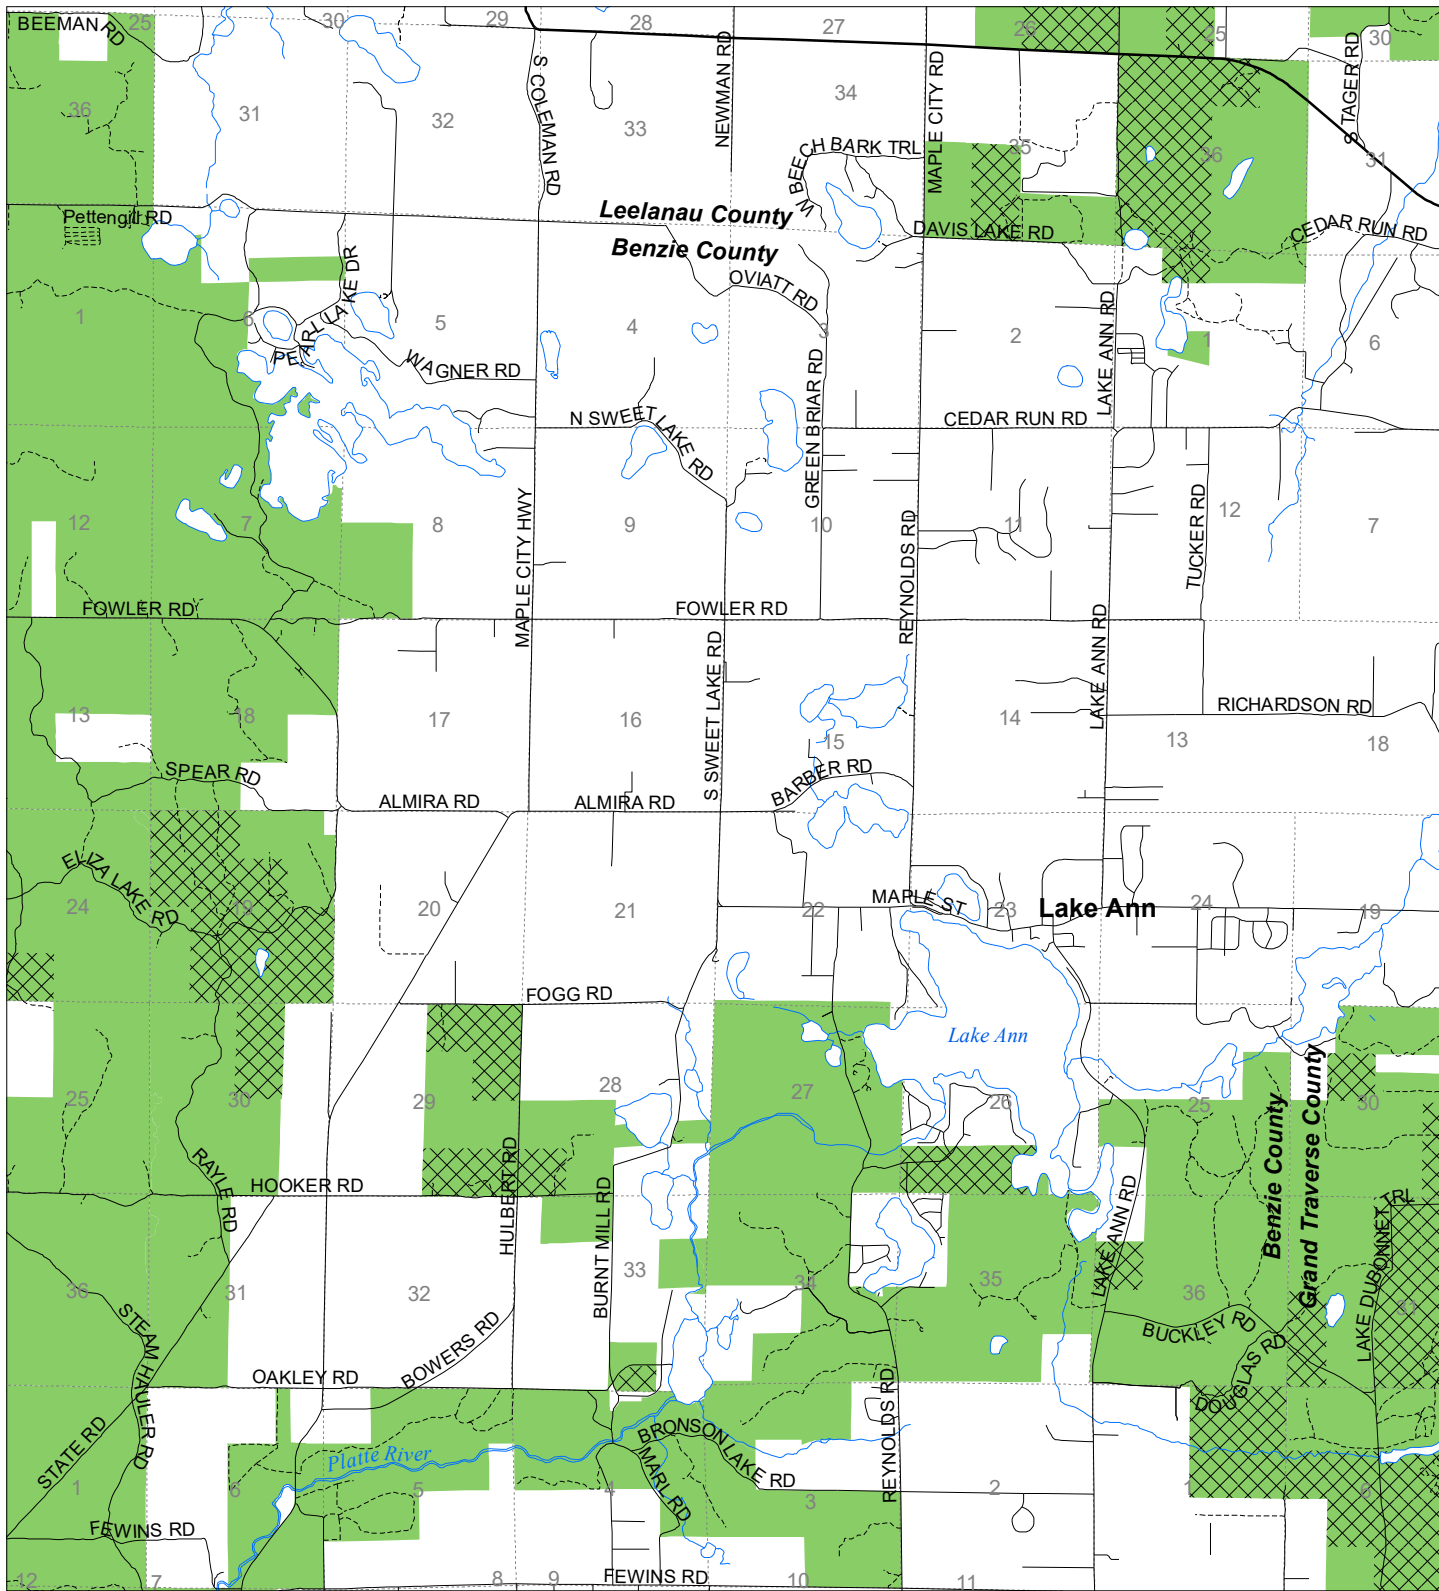 25
30
29
28
27
26
25
30
BEEMAN RD
S COLEMAN RD
NEWMAN RD
MAPLE CITY RD
S TAGER RD
36
31
32
33
34
35
36
31
W BEECH BARK TRL
Pettengill RD
Leelanau County
Benzie County
DAVIS LAKE RD
CEDAR RUN RD
OVIATT RD
1
6
5
4
3
2
1
6
PEARL LAKE DR
WAGNER RD
LAKE ANN RD
GREEN BRIAR RD
N SWEET LAKE RD
CEDAR RUN RD
12
7
8
9
10
11
12
7
MAPLE CITY HWY
REYNOLDS RD
TUCKER RD
FOWLER RD
FOWLER RD
S SWEET LAKE RD
LAKE ANN RD
13
18
17
16
15
14
13
18
RICHARDSON RD
SPEAR RD
BARBER RD
ALMIRA RD
ALMIRA RD
ELIZA LAKE RD
MAPLE ST
Lake Ann
24
19
20
21
22
23
24
19
FOGG RD
Lake Ann
25
30
29
28
27
26
25
30
RAYLE RD
HOOKER RD
HULBERT RD
BURNT MILL RD
LAKE ANN RD
Benzie County
Grand Traverse County
LAKE DUBONNET TRL
36
31
32
33
34
35
36
31
STEAM HAULER RD
BOWERS RD
BUCKLEY RD
DOUGLAS RD
OAKLEY RD
REYNOLDS RD
STATE RD
BRONSON LAKE RD
MARL RD
Platte River
1
6
5
4
3
2
1
6
FEWINS RD
FEWINS RD
12
7
8
9
10
11